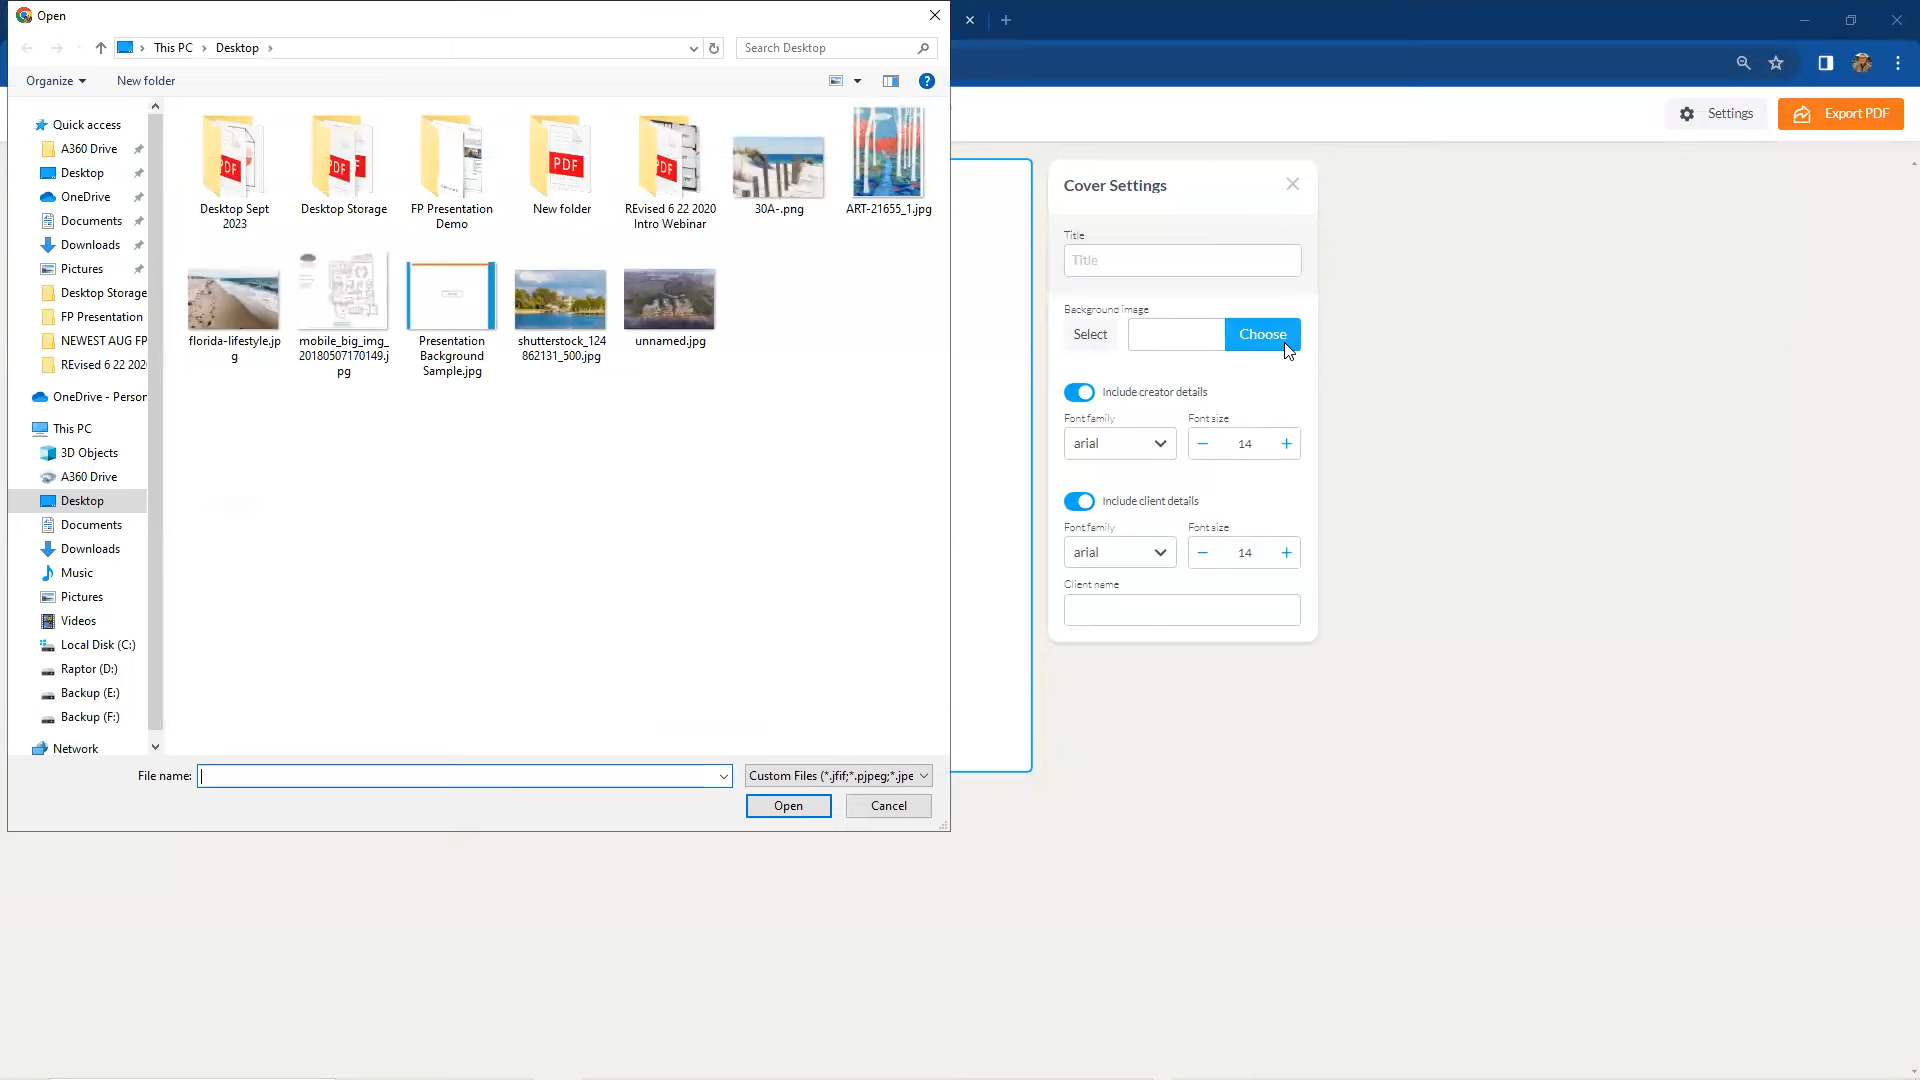 Open
This PC
Desktop
Search Desktop
Organize
New folder
Settings
Export PDF
Quick access
A360 Drive
Desktop
OneDrive
Documents
Downloads
Pictures
Desktop Storage
FP Presentation
NEWEST AUG FP
REvised 6 22 202
OneDrive - Person
This PC
3D Objects
A360 Drive
Desktop
Documents
Downloads
Music
Pictures
Videos
Local Disk (C:)
Raptor (D:)
Backup (E:)
Backup (F:)
Network
PDF
Desktop Sept
2023
PDF
Desktop Storage
FP Presentation
Demo
PDF
New folder
PDF
REvised 6 22 2020
Intro Webinar
30A-.png
ART-21655_1.jpg
florida-lifestyle.jp
g
mobile_big_img_
20180507170149.j
pg
Presentation
Background
Sample.jpg
shutterstock_124
862131_500.jpg
unnamed.jpg
File name:
Custom Files (*.jfif;*.pjpeg;*.jpe
Open
Cancel
Cover Settings
Title
Title
Background image
Select
Choose
Include creator details
Font family
Font size
arial
14
Include client details
Font family
Font size
arial
14
Client name